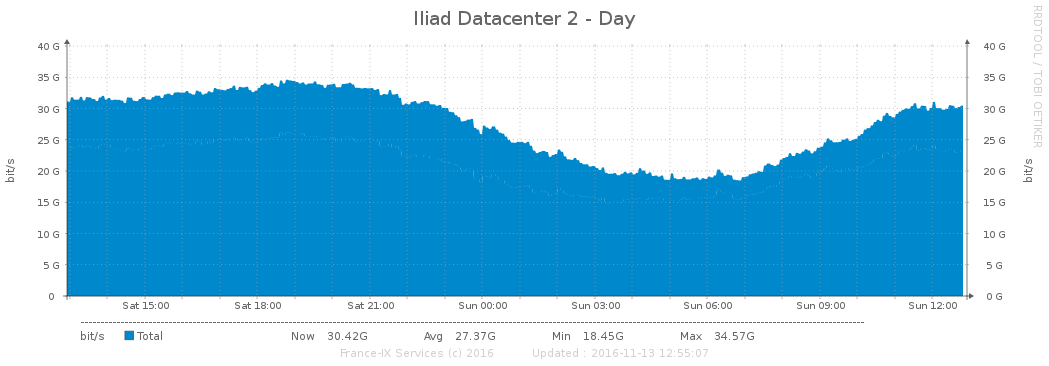 Iliad Datacenter 2 - Day
RRDTOOL / TOBI OETIKER
40 G 40 G
35 G 35 G
30 G 30 G
25 G 25 G
20 G 20 G
15 G 15 G
10 G 10 G
5 G 5 G
0 0 G
bit/s
bit/s
Sat 15:00 Sat 18:00 Sat 21:00 Sun 00:00 Sun 03:00 Sun 06:00 Sun 09:00 Sun 12:00
bit/s Total Now 30.42G Avg 27.37G Min 18.45G Max 34.57G
France-IX Services (c) 2016 Updated : 2016-11-13 12:55:07